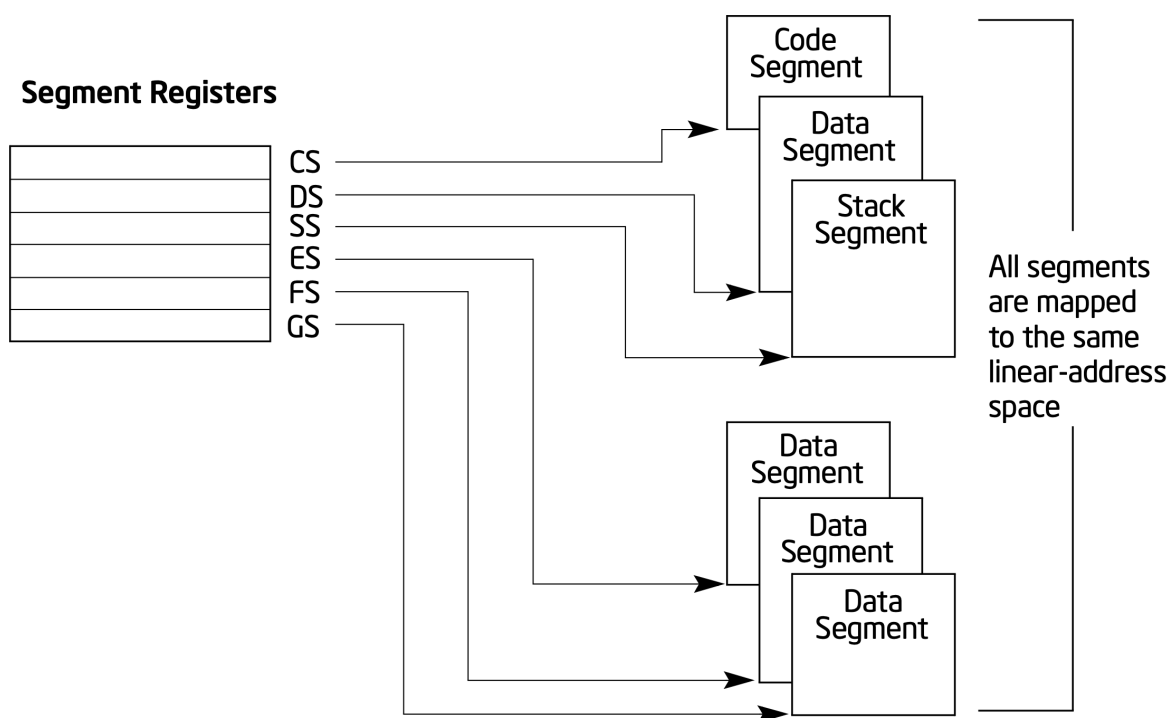 Segment Registers
CS
DS
SS
ES
FS
GS
Code
Segment
Data
Segment
Stack
Segment
Data
Segment
Data
Segment
Data
Segment
All segments
are mapped
to the same
linear-address
space